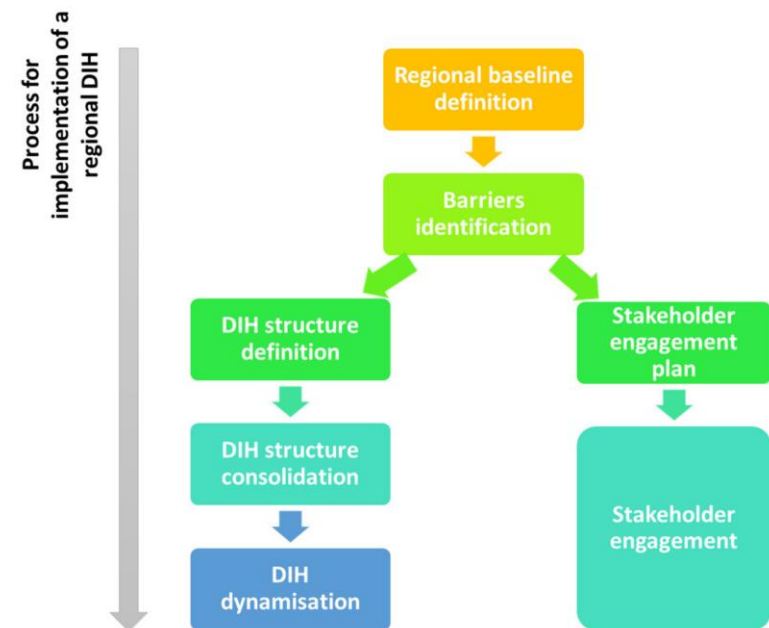 Process for
implementation of a
regional DIH
Regional baseline
definition
Barriers
identification
DIH structure
definition
Stakeholder
engagement
plan
DIH structure
consolidation
Stakeholder
engagement
DIH
dynamisation